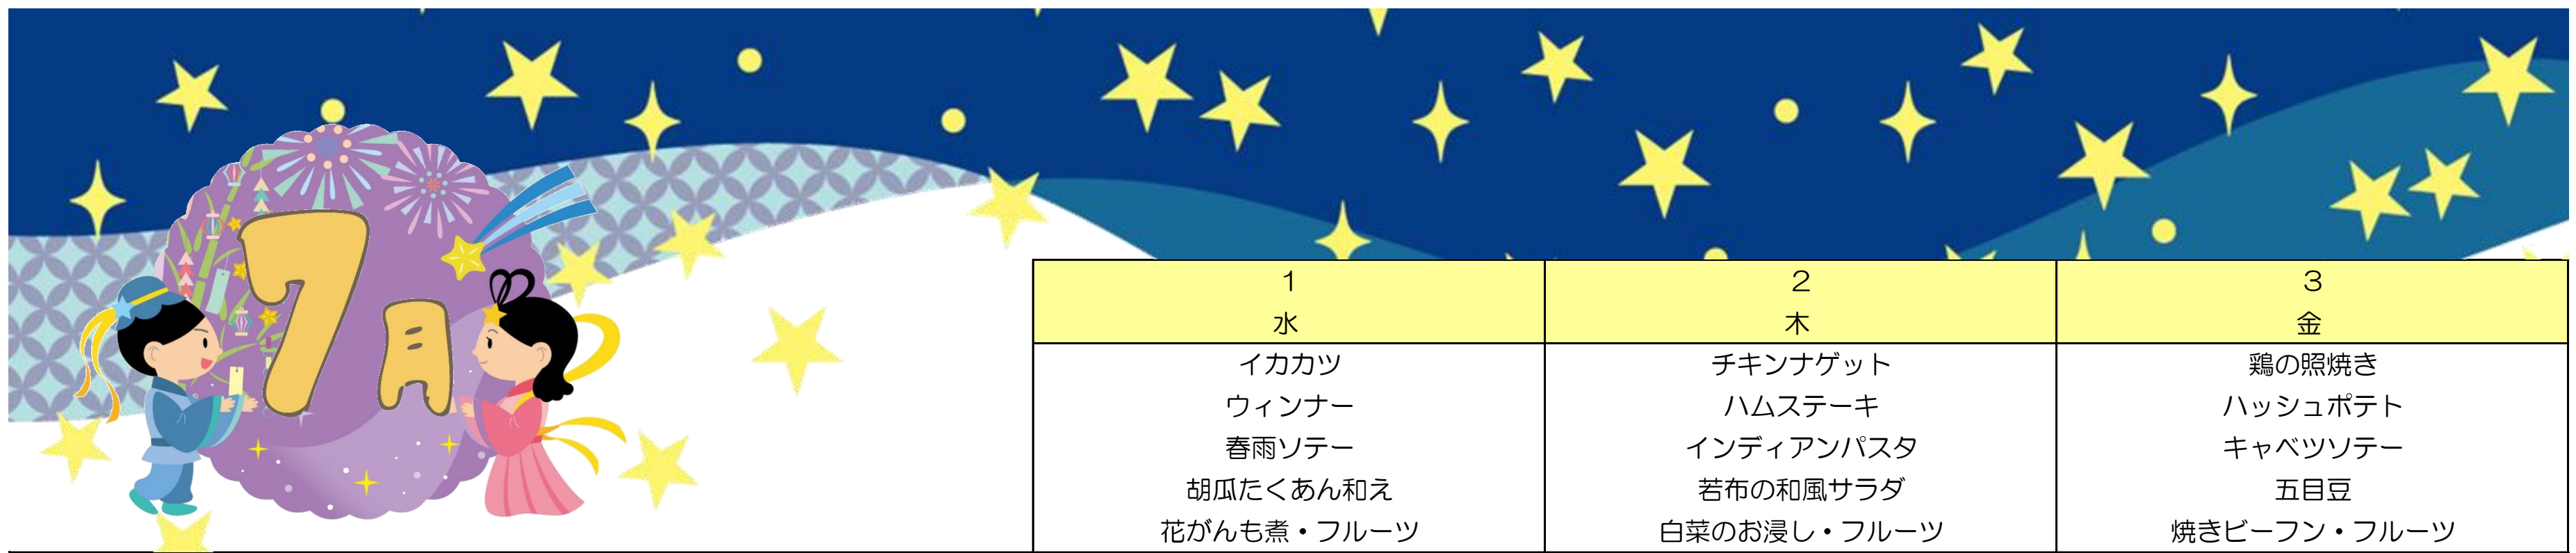 7月
1 2 3
水 木 金
イカカツ チキンナゲット 鶏の照焼き
ウィンナー ハムステーキ ハッシュポテト
春雨ソテー インディアンパスタ キャベツソテー
胡瓜たくあん和え 若布の和風サラダ 五目豆
花がんも煮・フルーツ 白菜のお浸し・フルーツ 焼きビーフン・フルーツ